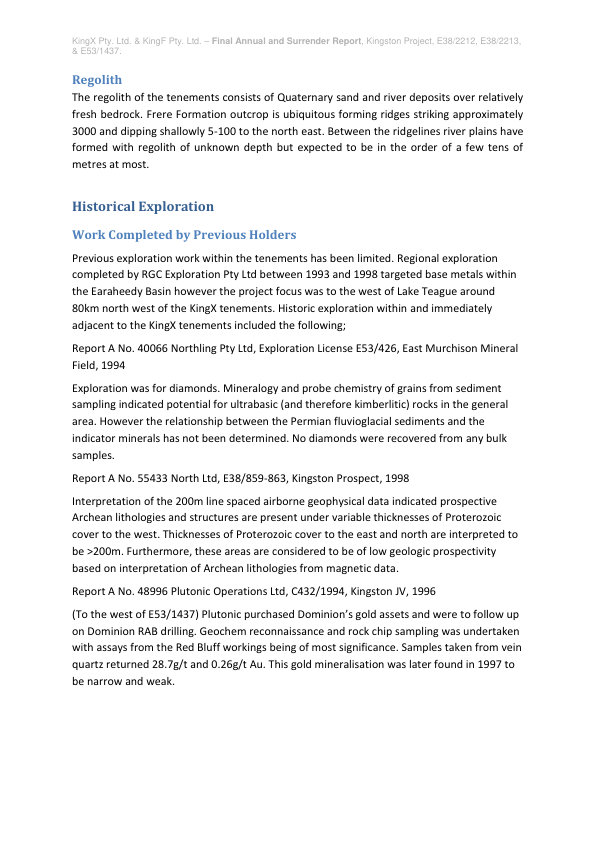 KingX Pty. Ltd. & KingF Pty. Ltd. – Final Annual and Surrender Report, Kingston Project, E38/2212, E38/2213,
& E53/1437.
Regolith
The regolith of the tenements consists of Quaternary sand and river deposits over relatively
fresh bedrock. Frere Formation outcrop is ubiquitous forming ridges striking approximately
3000 and dipping shallowly 5-100 to the north east. Between the ridgelines river plains have
formed with regolith of unknown depth but expected to be in the order of a few tens of
metres at most.
Historical Exploration
Work Completed by Previous Holders
Previous exploration work within the tenements has been limited. Regional exploration
completed by RGC Exploration Pty Ltd between 1993 and 1998 targeted base metals within
the Earaheedy Basin however the project focus was to the west of Lake Teague around
80km north west of the KingX tenements. Historic exploration within and immediately
adjacent to the KingX tenements included the following;
Report A No. 40066 Northling Pty Ltd, Exploration License E53/426, East Murchison Mineral
Field, 1994
Exploration was for diamonds. Mineralogy and probe chemistry of grains from sediment
sampling indicated potential for ultrabasic (and therefore kimberlitic) rocks in the general
area. However the relationship between the Permian fluvioglacial sediments and the
indicator minerals has not been determined. No diamonds were recovered from any bulk
samples.
Report A No. 55433 North Ltd, E38/859-863, Kingston Prospect, 1998
Interpretation of the 200m line spaced airborne geophysical data indicated prospective
Archean lithologies and structures are present under variable thicknesses of Proterozoic
cover to the west. Thicknesses of Proterozoic cover to the east and north are interpreted to
be >200m. Furthermore, these areas are considered to be of low geologic prospectivity
based on interpretation of Archean lithologies from magnetic data.
Report A No. 48996 Plutonic Operations Ltd, C432/1994, Kingston JV, 1996
(To the west of E53/1437) Plutonic purchased Dominion’s gold assets and were to follow up
on Dominion RAB drilling. Geochem reconnaissance and rock chip sampling was undertaken
with assays from the Red Bluff workings being of most significance. Samples taken from vein
quartz returned 28.7g/t and 0.26g/t Au. This gold mineralisation was later found in 1997 to
be narrow and weak.